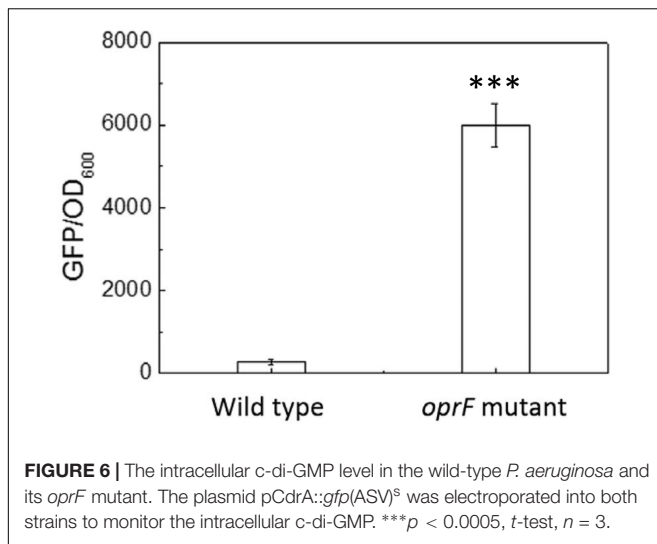 8000
6000
4000
2000
0
GFP/OD600
***
Wild type
oprF mutant
FIGURE 6 | The intracellular c-di-GMP level in the wild-type P. aeruginosa and
its oprF mutant. The plasmid pCdrA::gfp(ASV)s was electroporated into both
strains to monitor the intracellular c-di-GMP. ***p < 0.0005, t-test, n = 3.